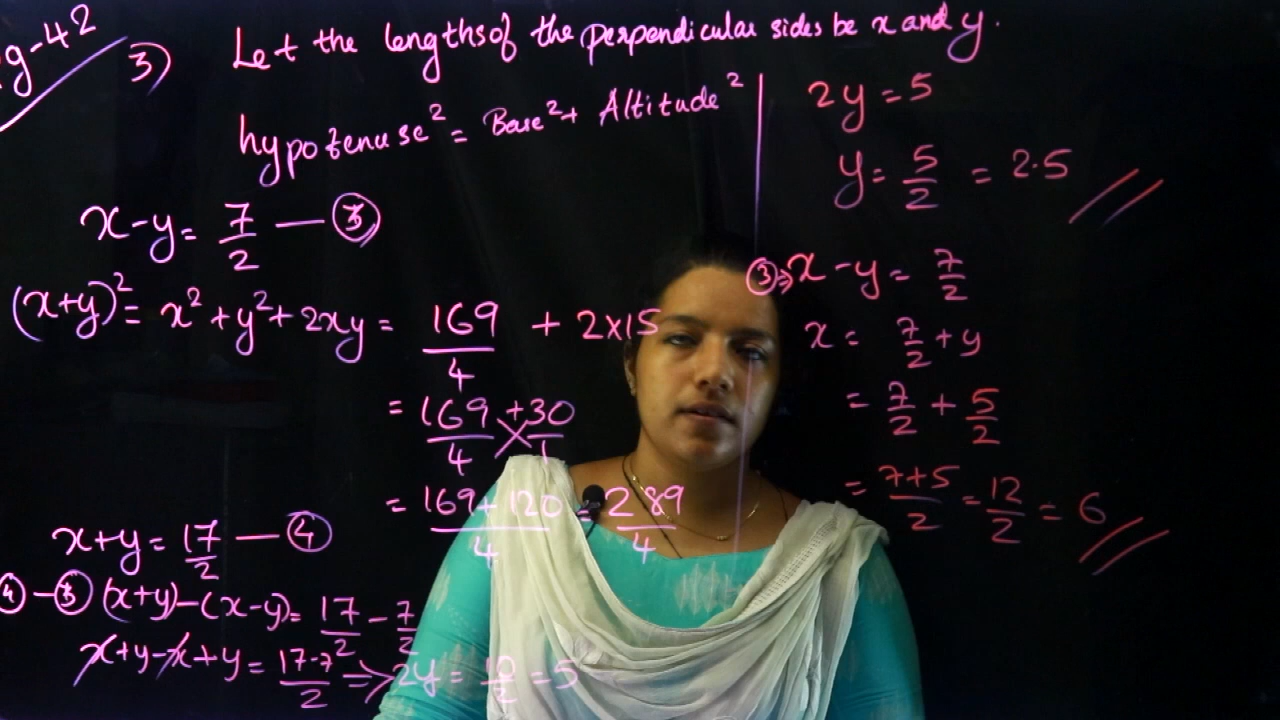 g-42
3) Let the lengths of the perpendicular sides be x and y.
hypotenuse² = Base² + Altitude²
x-y = 7/2 — ③
(x+y)² = x²+y²+2xy = 169/4 + 2×15
= 169/4 + 30/1
= 169+120/4 = 289/4
x+y = 17/2 — ④
④-③ (x+y)-(x-y) = 17/2 - 7/2
x+y-x+y = 17-7/2 ⇒ 2y = 10/2 = 5
2y = 5
y = 5/2 = 2.5 //
③⇒ x-y = 7/2
x = 7/2 + y
= 7/2 + 5/2
= 7+5/2 = 12/2 = 6 //